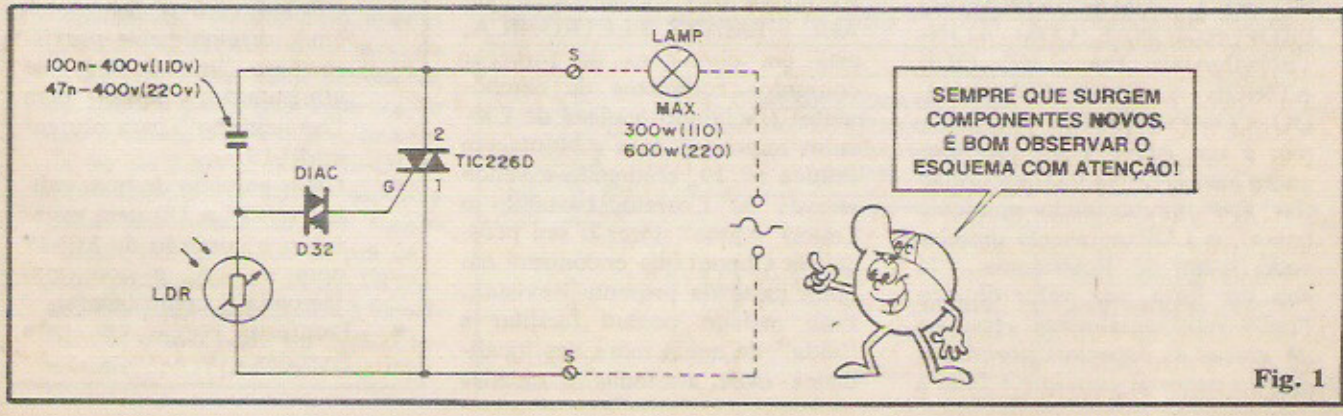 100n-400v(110v)
47n-400v(220v)
S
LAMP.
MAX.
300w(110)
600w(220)
2
TIC226D
G
1
DIAC
D32
LDR
S
SEMPRE QUE SURGEM
COMPONENTES NOVOS,
É BOM OBSERVAR O
ESQUEMA COM ATENÇÃO!
Fig. 1